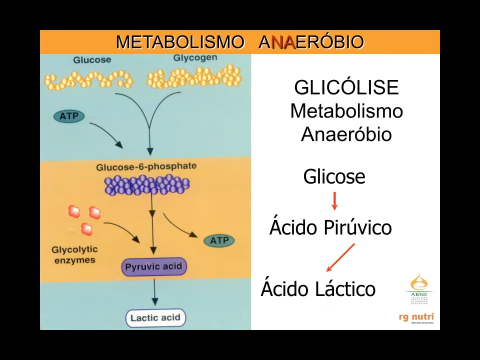 METABOLISMO ANAERÓBIO
Glucose
Glycogen
ATP
Glucose-6-phosphate
Glycolytic
enzymes
ATP
Pyruvic acid
Lactic acid
GLICÓLISE
Metabolismo
Anaeróbio
Glicose
Ácido Pirúvico
Ácido Láctico
rg nutri